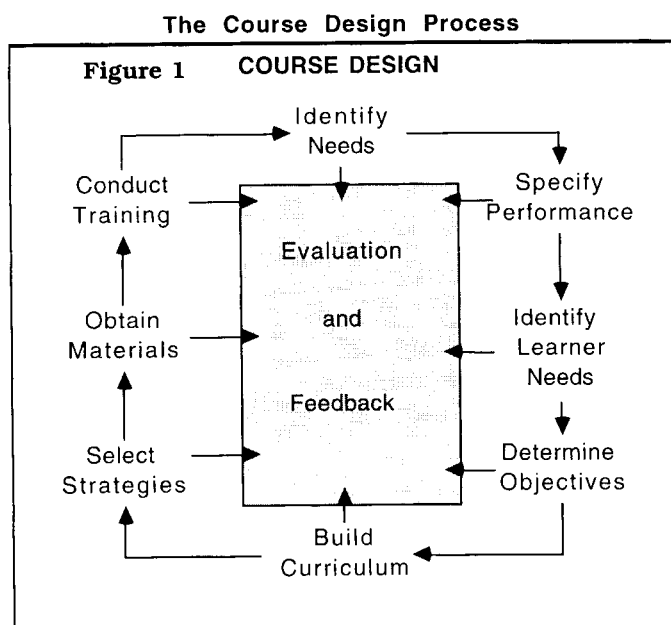 The Course Design Process
Figure 1 COURSE DESIGN
Identify
Needs
Specify
Performance
Identify
Learner
Needs
Determine
Objectives
Build
Curriculum
Select
Strategies
Obtain
Materials
Conduct
Training
Evaluation
and
Feedback